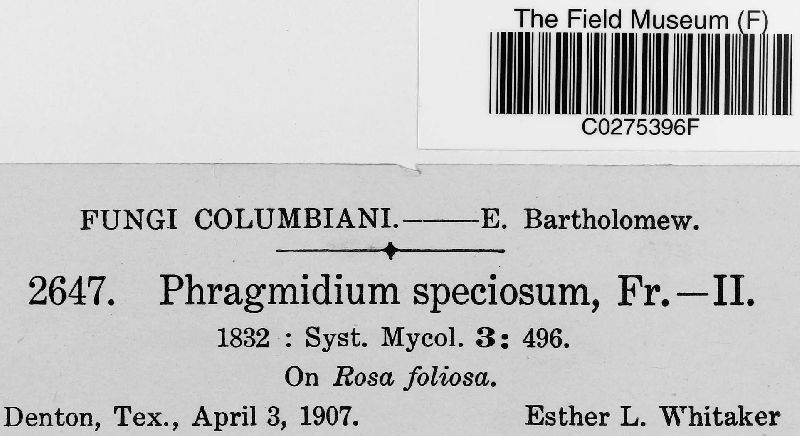 The Field Museum (F)
C0275396F
FUNGI COLUMBIANI.———E. Bartholomew.
2647. Phragmidium speciosum, Fr.—II.
1832 : Syst. Mycol. 3: 496.
On Rosa foliosa.
Denton, Tex., April 3, 1907. Esther L. Whitaker